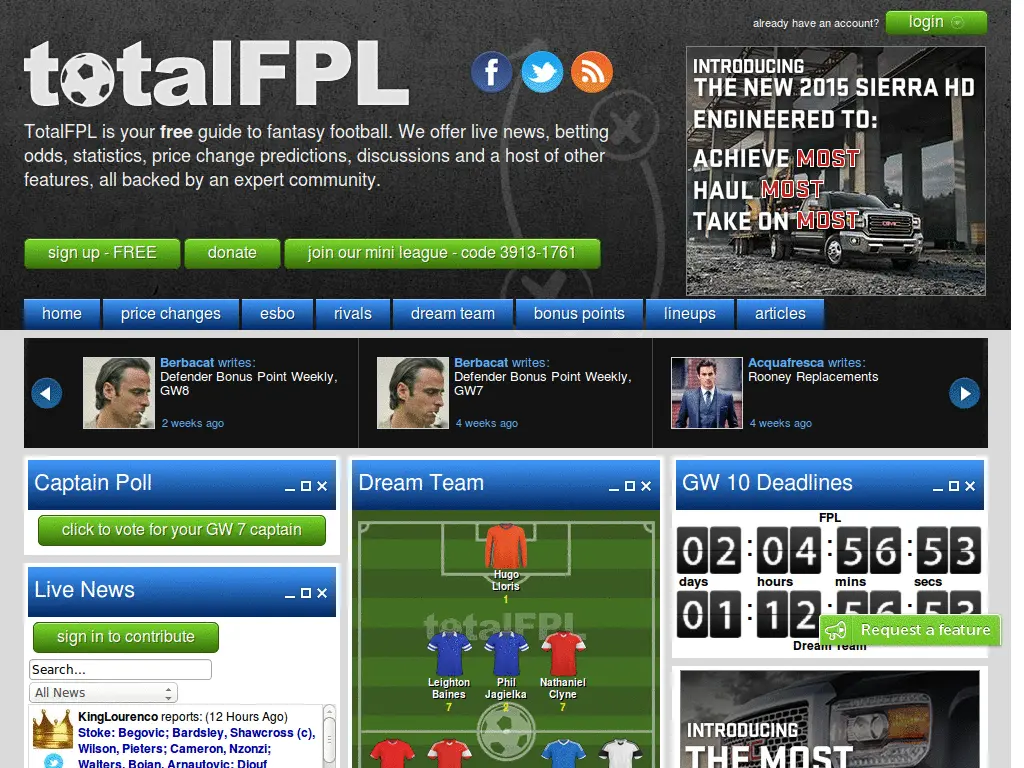 already have an account?
login
totalFPL
TotalFPL is your free guide to fantasy football. We offer live news, betting
odds, statistics, price change predictions, discussions and a host of other
features, all backed by an expert community.
INTRODUCING
THE NEW 2015 SIERRA HD
ENGINEERED TO:
ACHIEVE MOST
HAUL MOST
TAKE ON MOST
GMC
sign up - FREE
donate
join our mini league - code 3913-1761
home
price changes
esbo
rivals
dream team
bonus points
lineups
articles
Berbacat writes:
Defender Bonus Point Weekly,
GW8
2 weeks ago
Berbacat writes:
Defender Bonus Point Weekly,
GW7
4 weeks ago
Acquafresca writes:
Rooney Replacements
4 weeks ago
Captain Poll
click to vote for your GW 7 captain
Live News
sign in to contribute
Search...
All News
KingLourenco reports: (12 Hours Ago)
Stoke: Begovic; Bardsley, Shawcross (c),
Wilson, Pieters; Cameron, Nzonzi;
Walters, Bojan, Arnautovic; Diouf
Dream Team
Hugo
Lloris
1
totalFPL
Leighton
Baines
7
Phil
Jagielka
2
Nathaniel
Clyne
7
GW 10 Deadlines
FPL
02 : 04 : 56 : 53
days hours mins secs
01 : 12 : 56 : 53
Dream Team
Request a feature
INTRODUCING
THE MOST